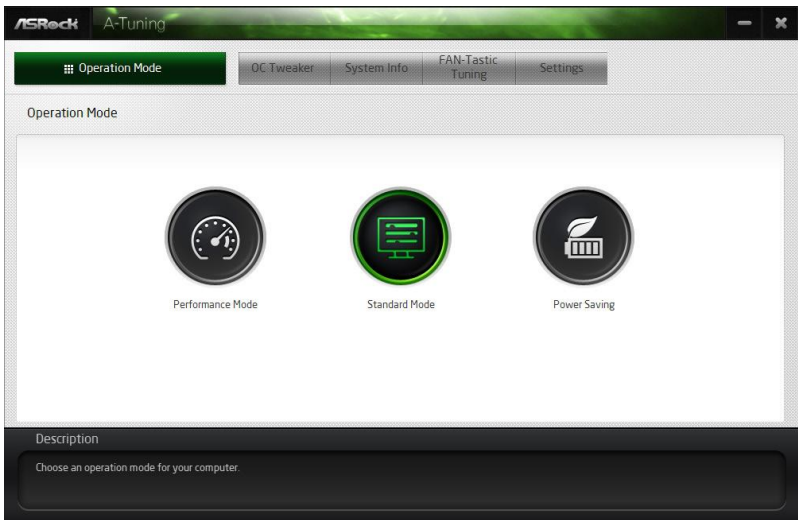 ASRock
A-Tuning
Operation Mode
OC Tweaker
System Info
FAN-Tastic
Tuning
Settings
Operation Mode
Performance Mode
Standard Mode
Power Saving
Description
Choose an operation mode for your computer.